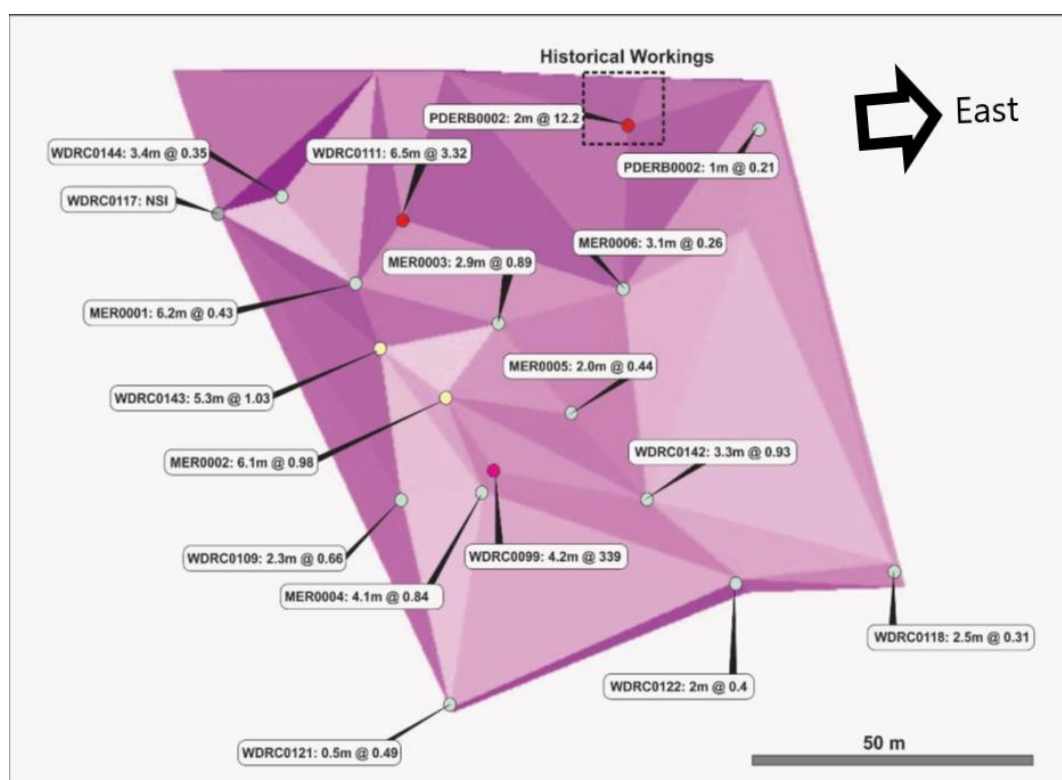 Historical Workings
East
PDERB0002: 2m @ 12.2
WDRC0144: 3.4m @ 0.35
WDRC0111: 6.5m @ 3.32
PDERB0002: 1m @ 0.21
WDRC0117: NSI
MER0006: 3.1m @ 0.26
MER0003: 2.9m @ 0.89
MER0001: 6.2m @ 0.43
MER0005: 2.0m @ 0.44
WDRC0143: 5.3m @ 1.03
WDRC0142: 3.3m @ 0.93
MER0002: 6.1m @ 0.98
WDRC0109: 2.3m @ 0.66
WDRC0099: 4.2m @ 339
MER0004: 4.1m @ 0.84
WDRC0118: 2.5m @ 0.31
WDRC0122: 2m @ 0.4
WDRC0121: 0.5m @ 0.49
50 m